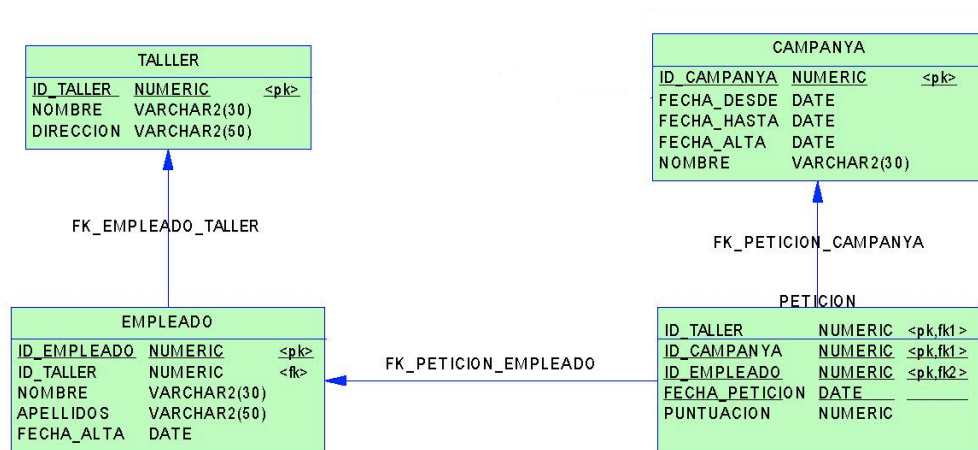 TALLLER
ID_TALLER NUMERIC <pk>
NOMBRE VARCHAR2(30)
DIRECCION VARCHAR2(50)
CAMPANYA
ID_CAMPANYA NUMERIC <pk>
FECHA_DESDE DATE
FECHA_HASTA DATE
FECHA_ALTA DATE
NOMBRE VARCHAR2(30)
FK_EMPLEADO_TALLER
FK_PETICION_CAMPANYA
EMPLEADO
ID_EMPLEADO NUMERIC <pk>
ID_TALLER NUMERIC <fk>
NOMBRE VARCHAR2(30)
APELLIDOS VARCHAR2(50)
FECHA_ALTA DATE
FK_PETICION_EMPLEADO
PETICION
ID_TALLER NUMERIC <pk,fk1>
ID_CAMPANYA NUMERIC <pk,fk1>
ID_EMPLEADO NUMERIC <pk,fk2>
FECHA_PETICION DATE
PUNTUACION NUMERIC